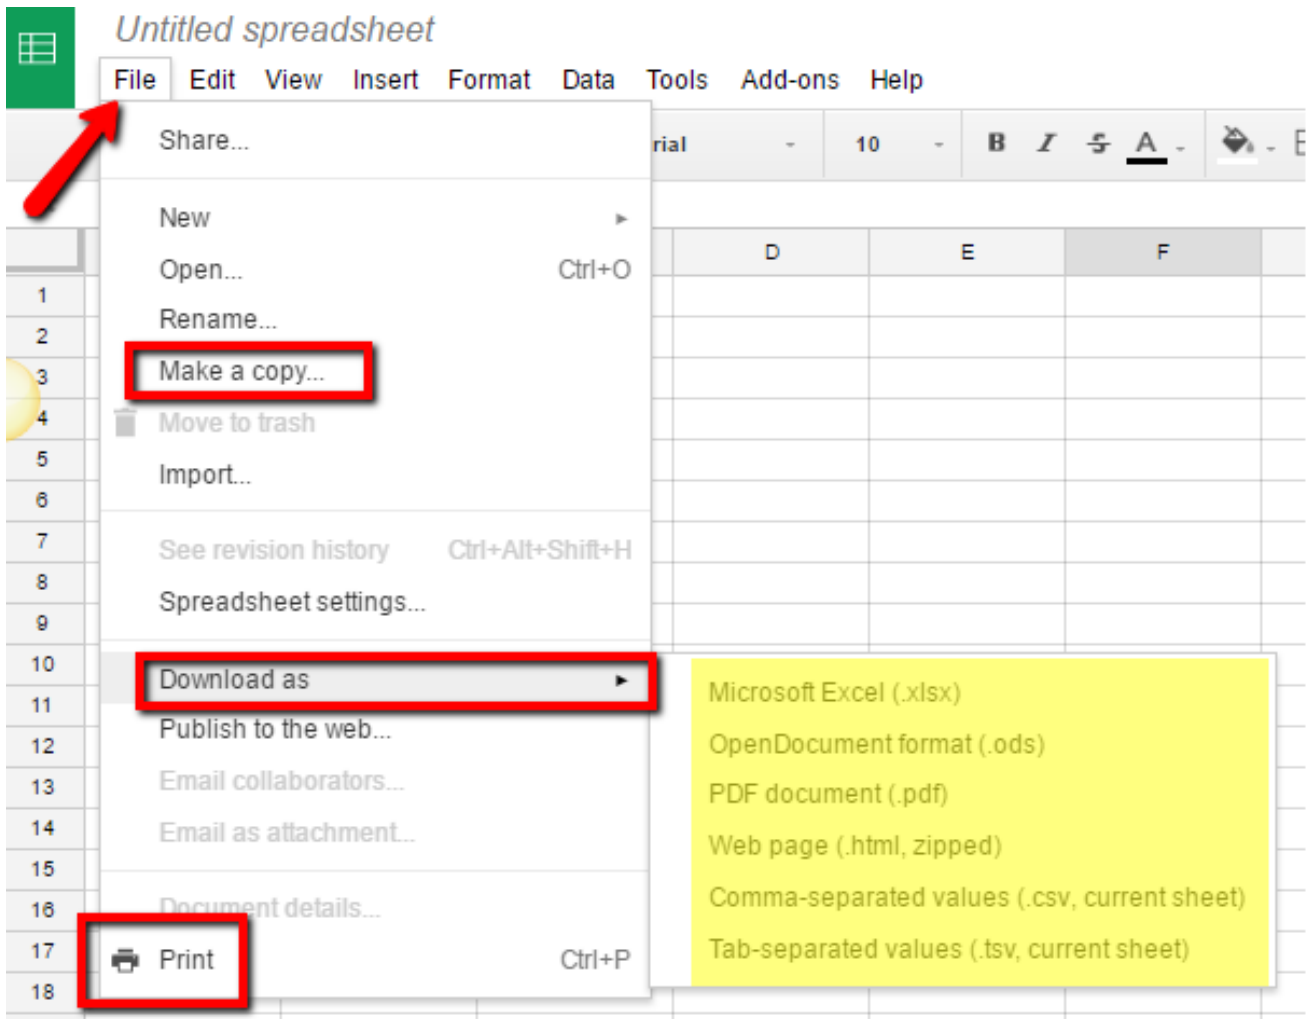 Untitled spreadsheet
File Edit View Insert Format Data Tools Add-ons Help
Share...
rial 10 B I S A
New
D E F
Open... Ctrl+O
1
Rename...
2
Make a copy...
3
Move to trash
4
5
Import...
6
7
See revision history Ctrl+Alt+Shift+H
8
Spreadsheet settings...
9
10
Download as
Microsoft Excel (.xlsx)
11
Publish to the web...
12
OpenDocument format (.ods)
13
Email collaborators...
PDF document (.pdf)
14
Email as attachment...
Web page (.html, zipped)
15
16
Document details...
Comma-separated values (.csv, current sheet)
17
Print Ctrl+P
Tab-separated values (.tsv, current sheet)
18